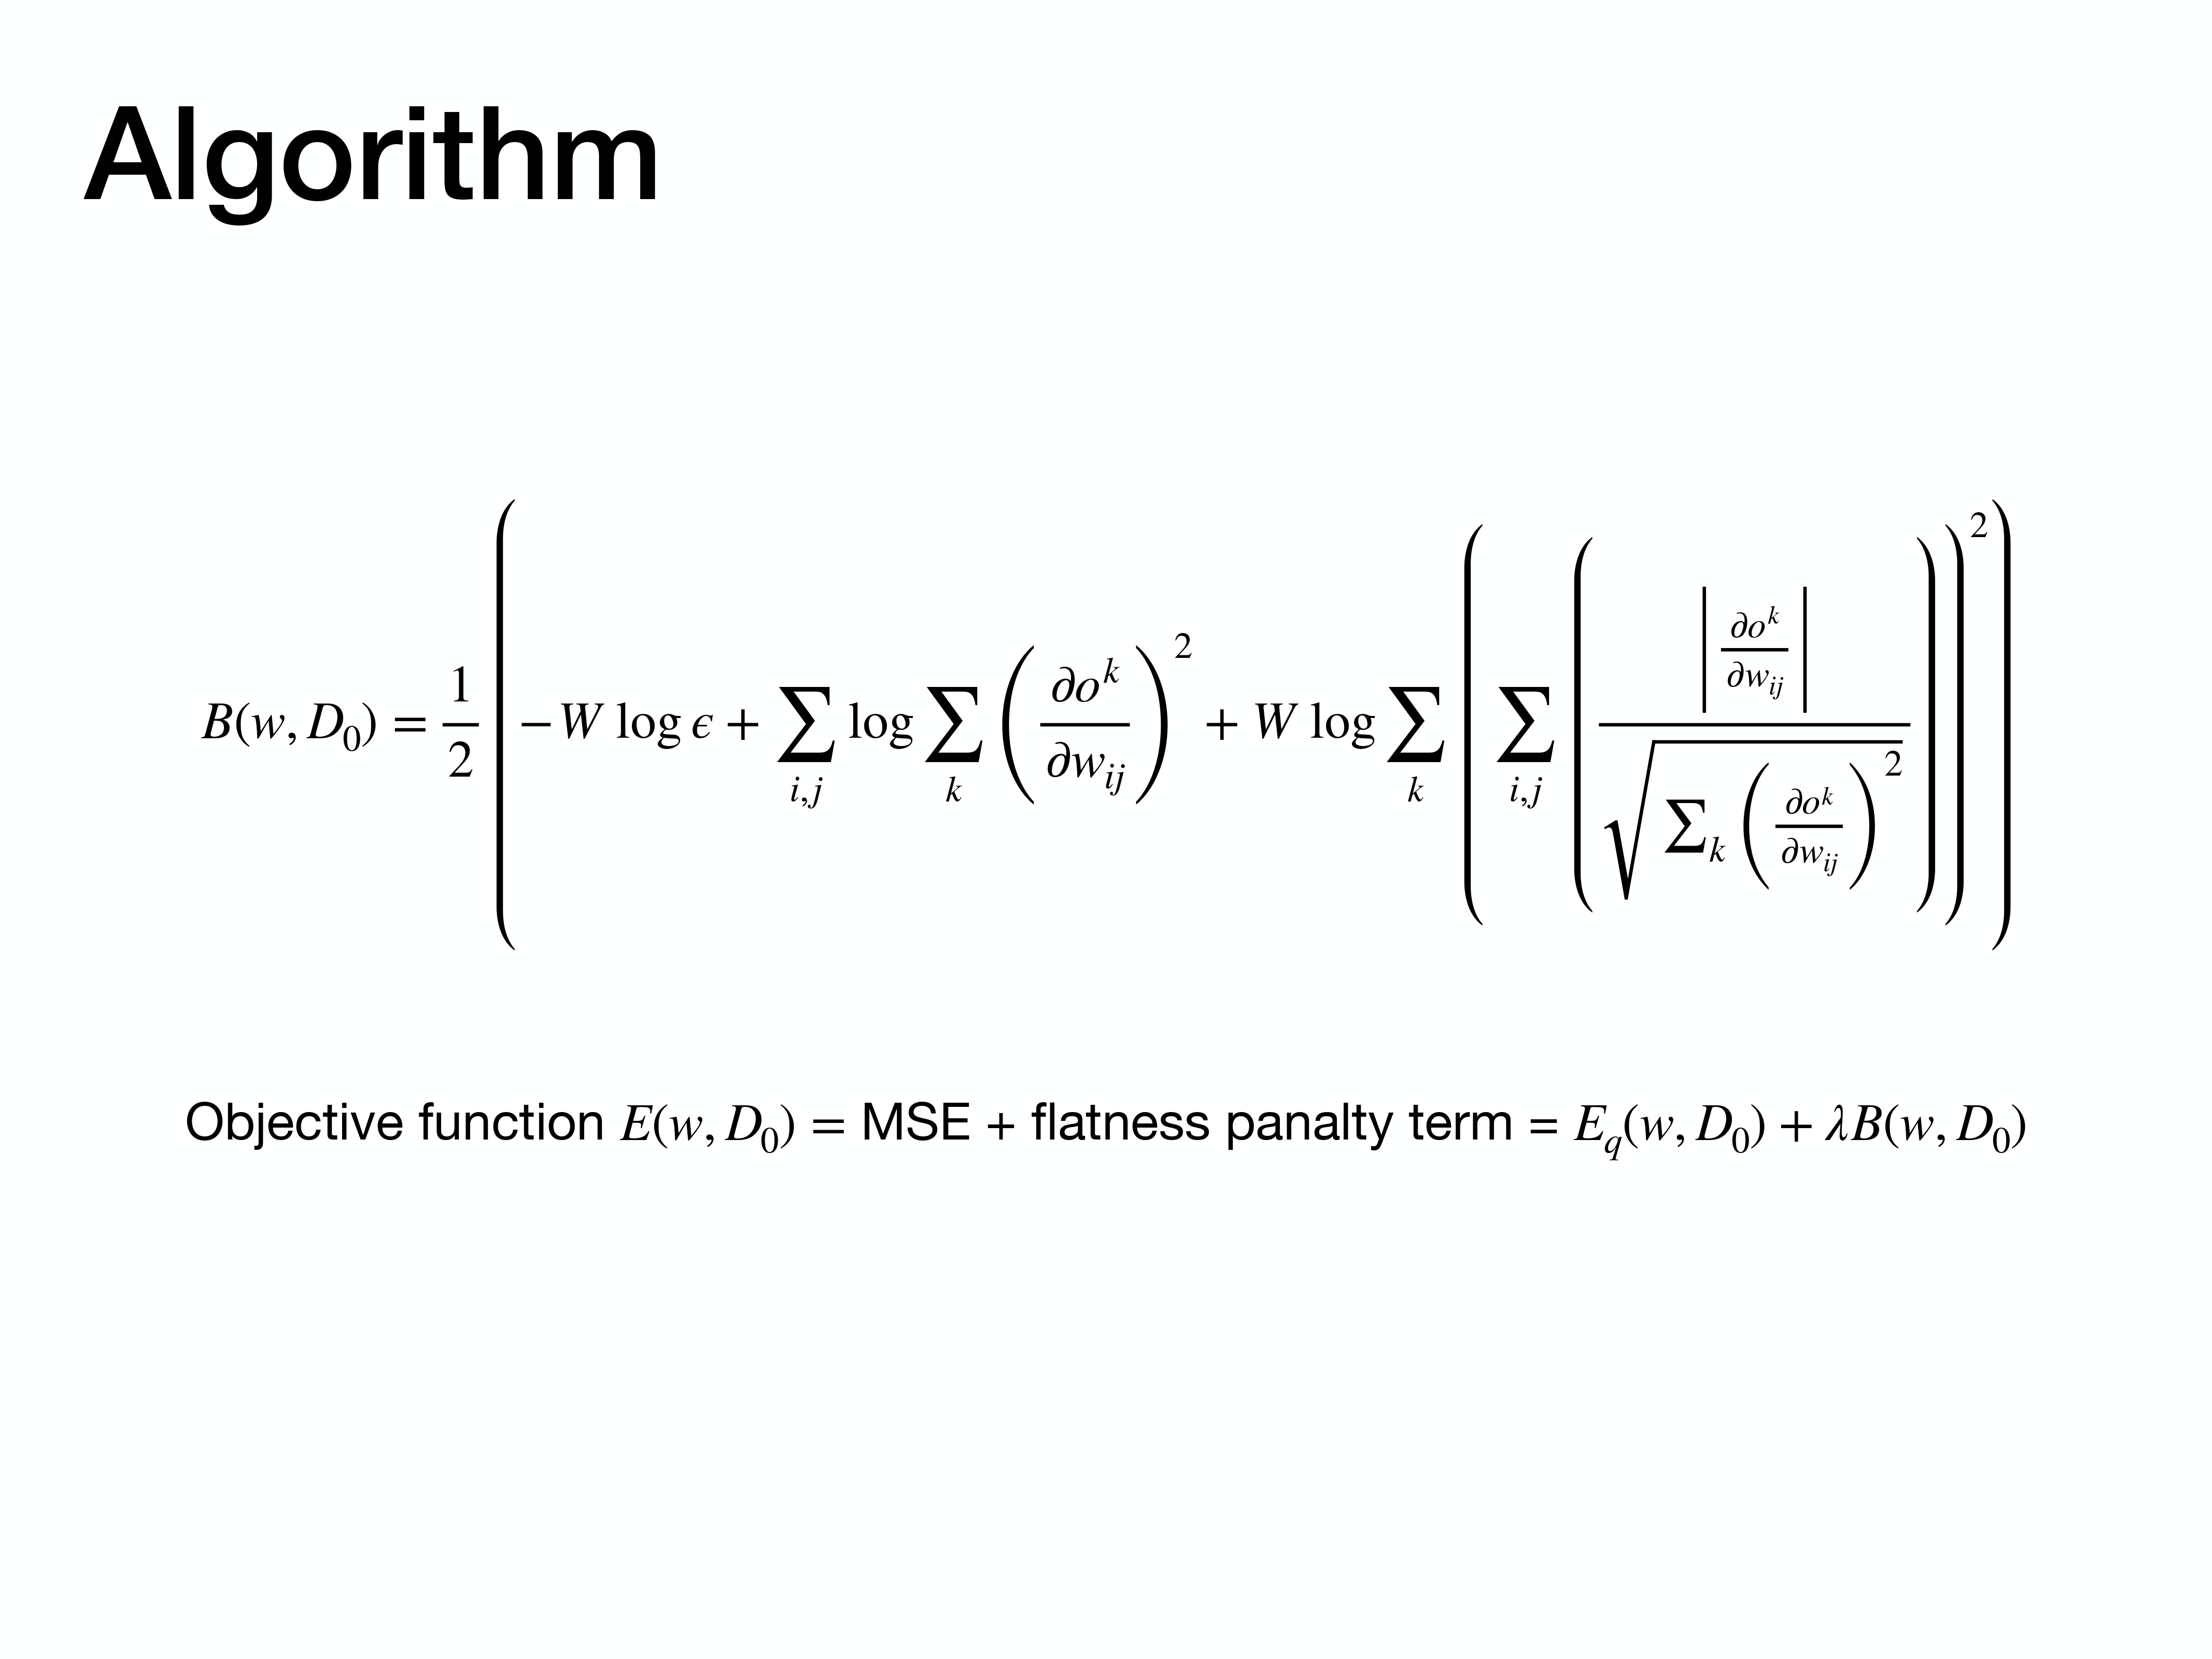 Algorithm
$B(w, D_0) = \frac{1}{2} \left( -W \log \epsilon + \sum_{i,j} \log \sum_k \left( \frac{\partial o^k}{\partial w_{ij}} \right)^2 + W \log \sum_k \left( \sum_{i,j} \left( \frac{\left| \frac{\partial o^k}{\partial w_{ij}} \right|}{\sqrt{\sum_k \left( \frac{\partial o^k}{\partial w_{ij}} \right)^2}} \right) \right)^2 \right)$
Objective function $E(w, D_0) =$ MSE + flatness panalty term = $E_q(w, D_0) + \lambda B(w, D_0)$